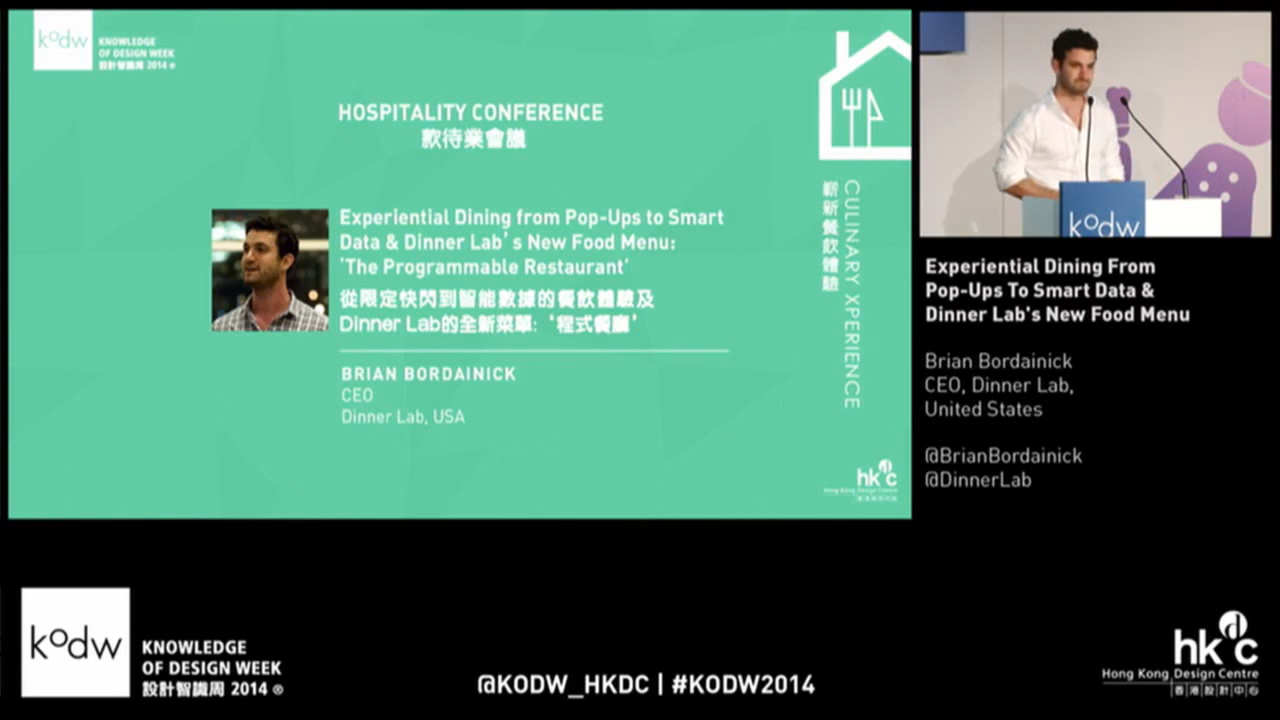 kodw
KNOWLEDGE
OF DESIGN WEEK
設計智識周 2014 ®
HOSPITALITY CONFERENCE
款待業會議
Experiential Dining from Pop-Ups to Smart
Data & Dinner Lab’s New Food Menu:
'The Programmable Restaurant'
從限定快閃到智能數據的餐飲體驗及
Dinner Lab的全新菜單:‘程式餐廳’
BRIAN BORDAINICK
CEO
Dinner Lab, USA
CULINARY XPERIENCE
嶄新餐飲體驗
hkdc
Hong Kong Design Centre
kodw
Experiential Dining From
Pop-Ups To Smart Data &
Dinner Lab's New Food Menu
Brian Bordainick
CEO, Dinner Lab,
United States
@BrianBordainick
@DinnerLab
kodw
KNOWLEDGE
OF DESIGN WEEK
設計智識周 2014 ®
@KODW_HKDC | #KODW2014
hkdc
Hong Kong Design Centre
香港設計中心